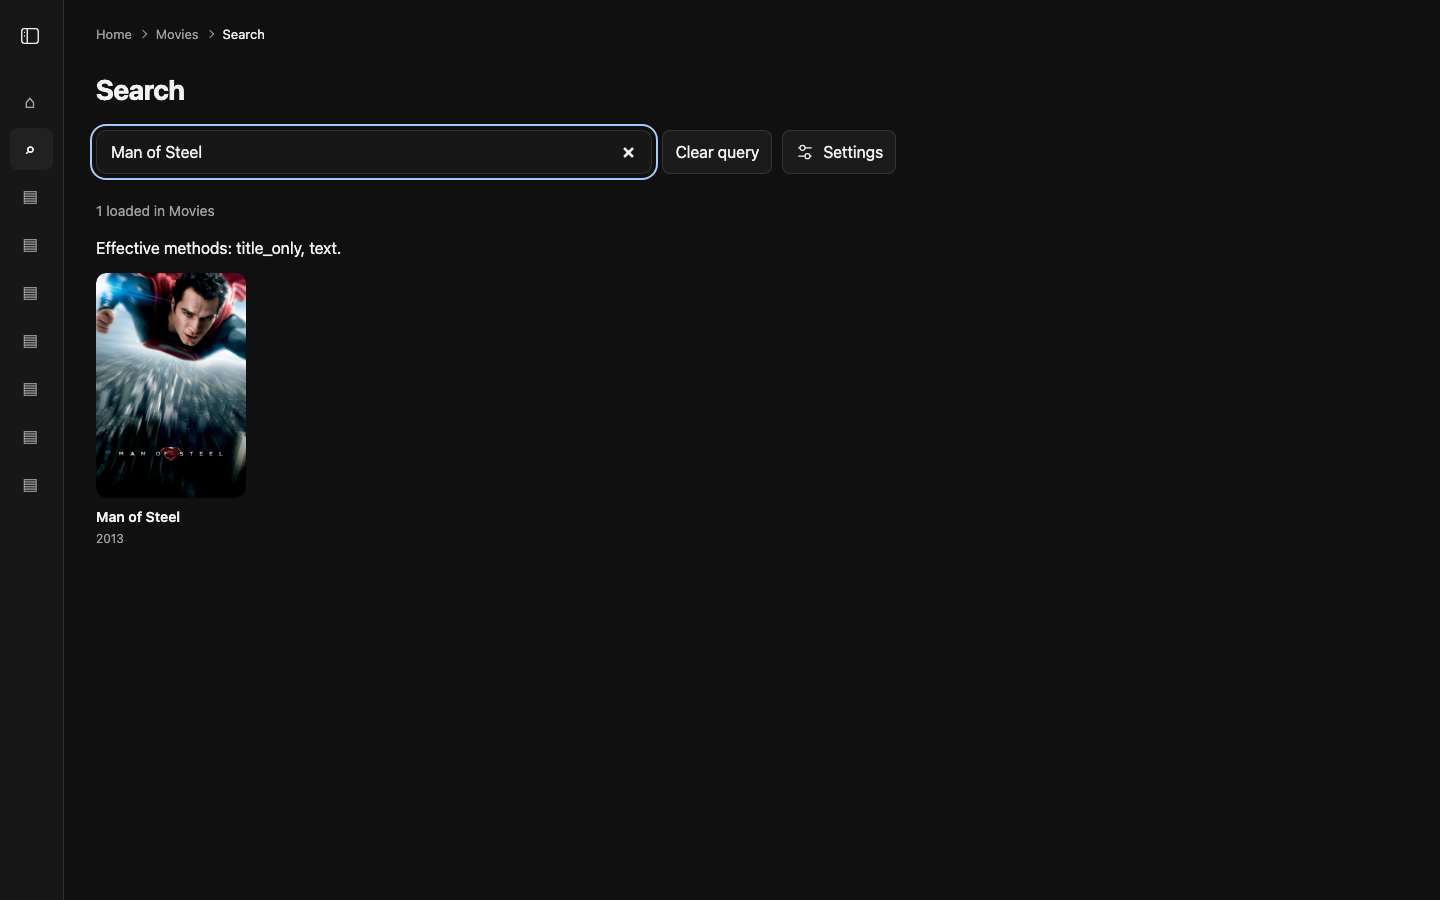 Home > Movies > Search
Search
Man of Steel
Clear query
Settings
1 loaded in Movies
Effective methods: title_only, text.
MAN OF STEEL
Man of Steel
2013